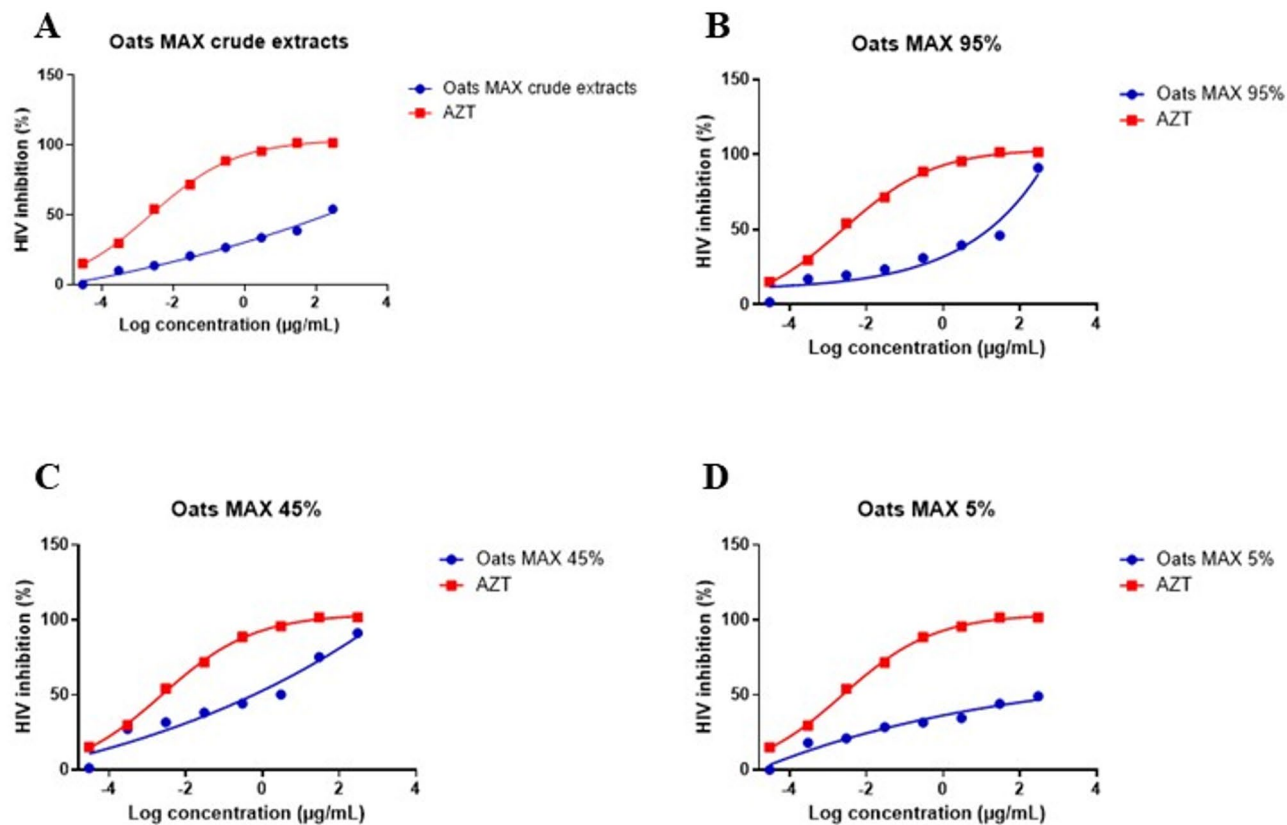 A
Oats MAX crude extracts
HIV inhibition (%)
150
100
50
0
-4
-2
0
2
4
Log concentration (µg/mL)
Oats MAX crude extracts
AZT
B
Oats MAX 95%
HIV inhibition (%)
150
100
50
0
-4
-2
0
2
4
Log concentration (µg/mL)
Oats MAX 95%
AZT
C
Oats MAX 45%
HIV inhibition (%)
150
100
50
0
-4
-2
0
2
4
Log concentration (µg/mL)
Oats MAX 45%
AZT
D
Oats MAX 5%
HIV inhibition (%)
150
100
50
0
-4
-2
0
2
4
Log concentration (µg/mL)
Oats MAX 5%
AZT